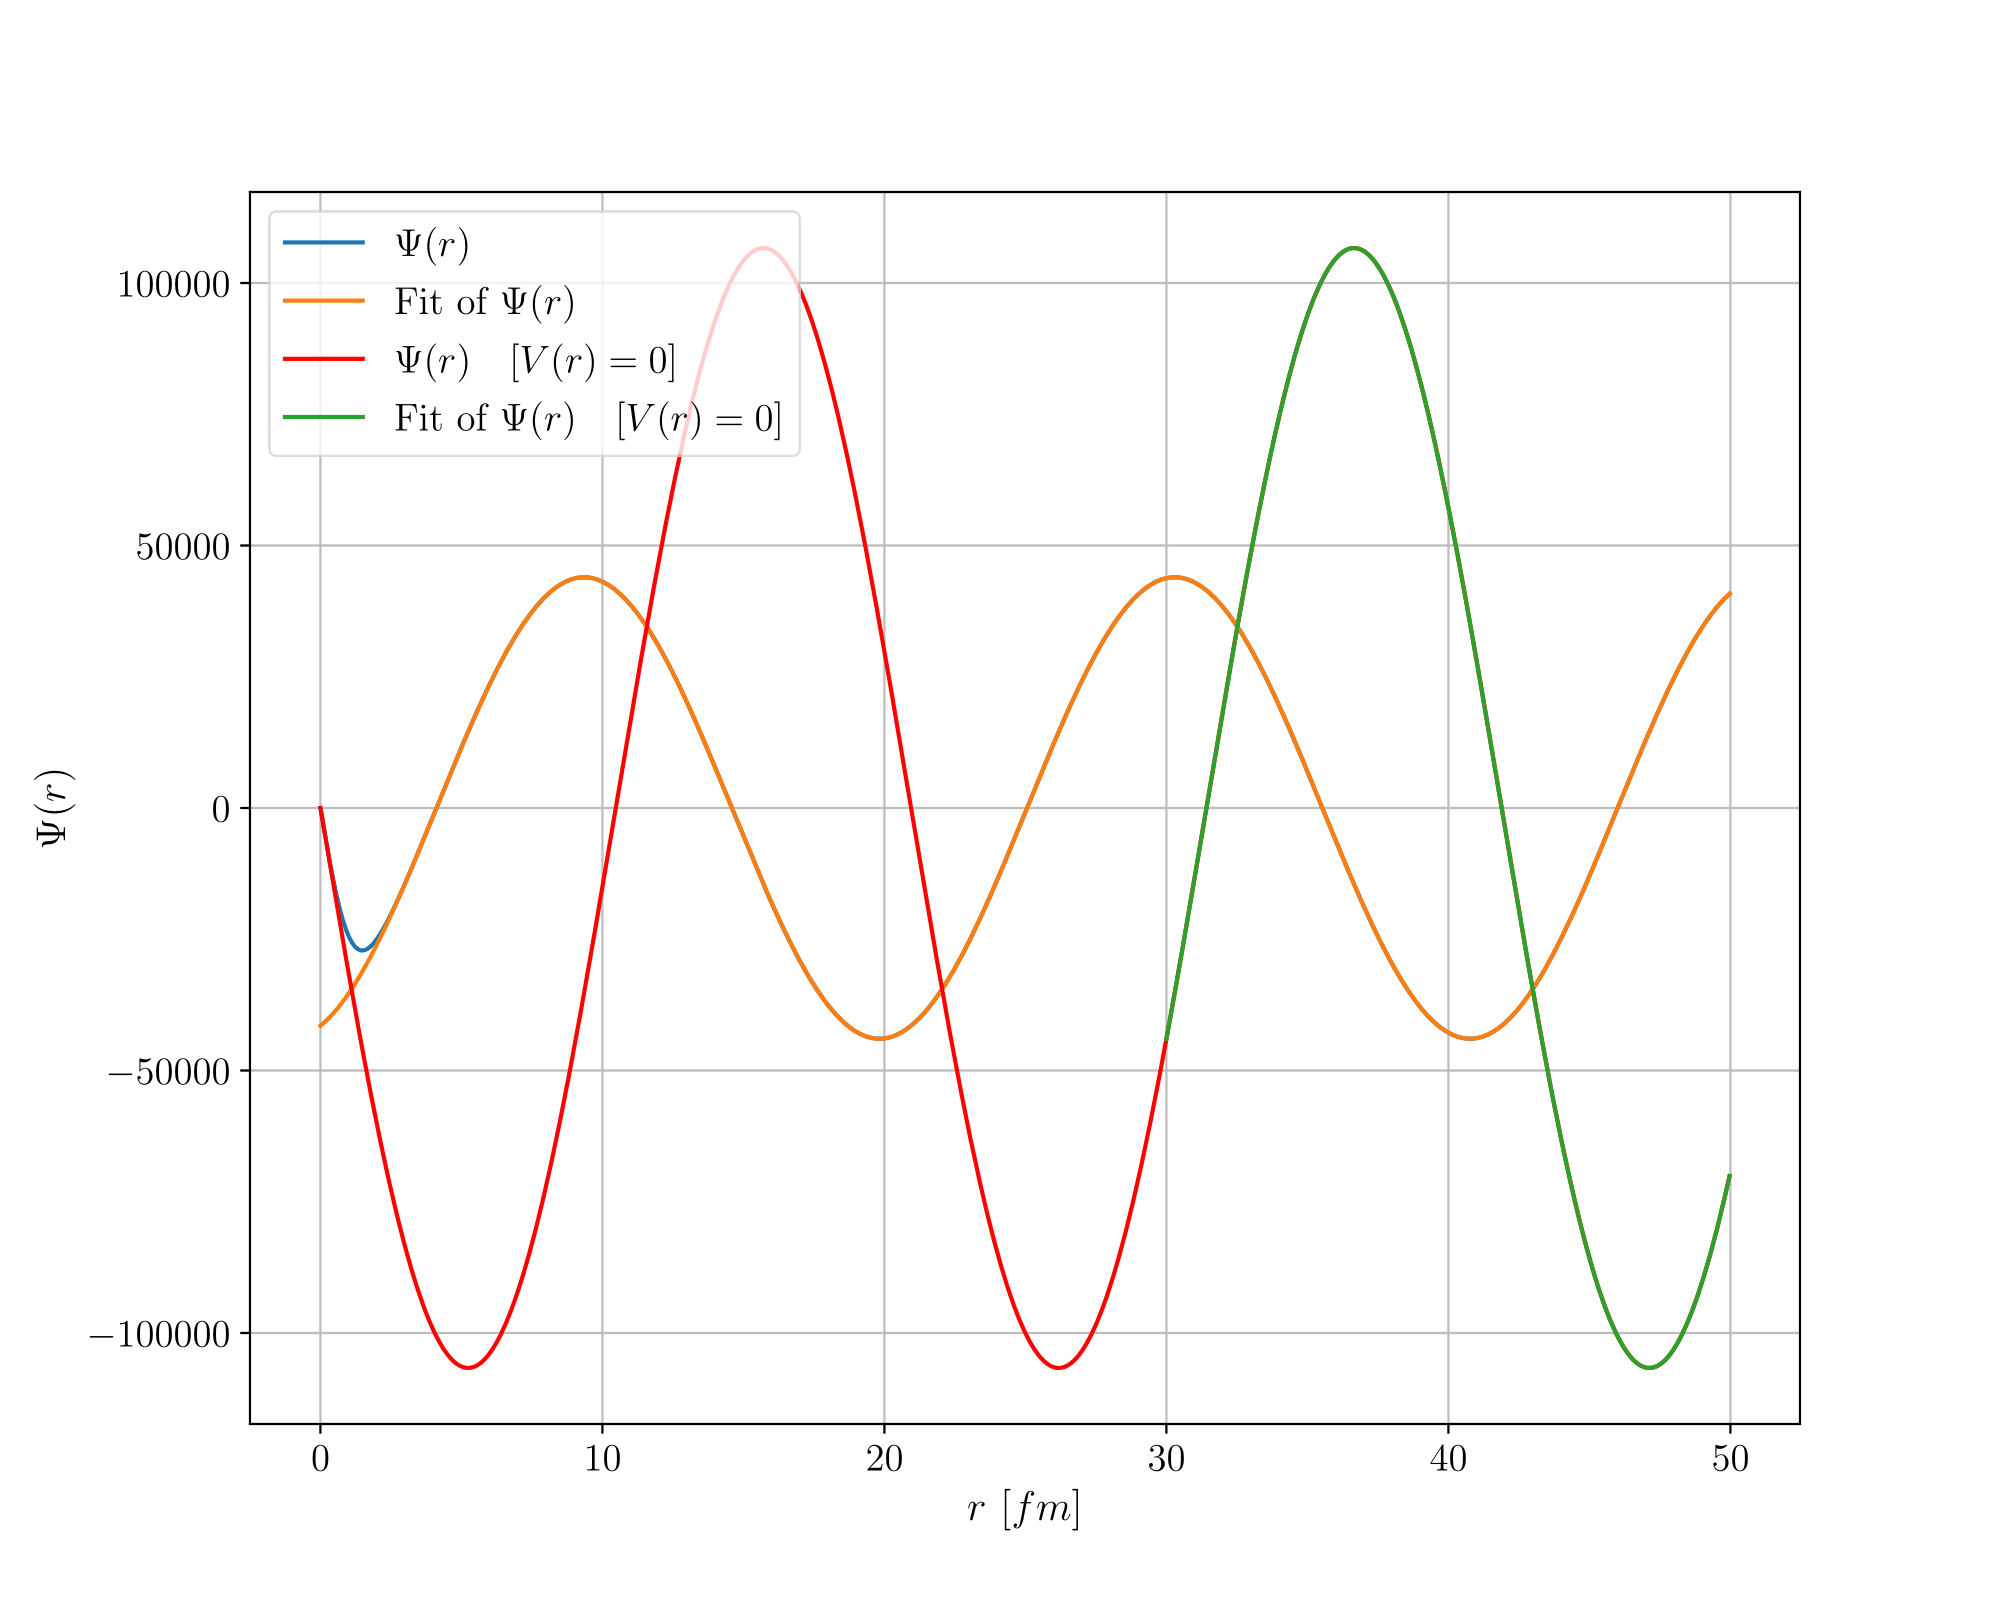 Ψ(r)
Fit of Ψ(r)
Ψ(r) [V(r) = 0]
Fit of Ψ(r) [V(r) = 0]
100000
50000
0
−50000
−100000
Ψ(r)
0 10 20 30 40 50
r [fm]